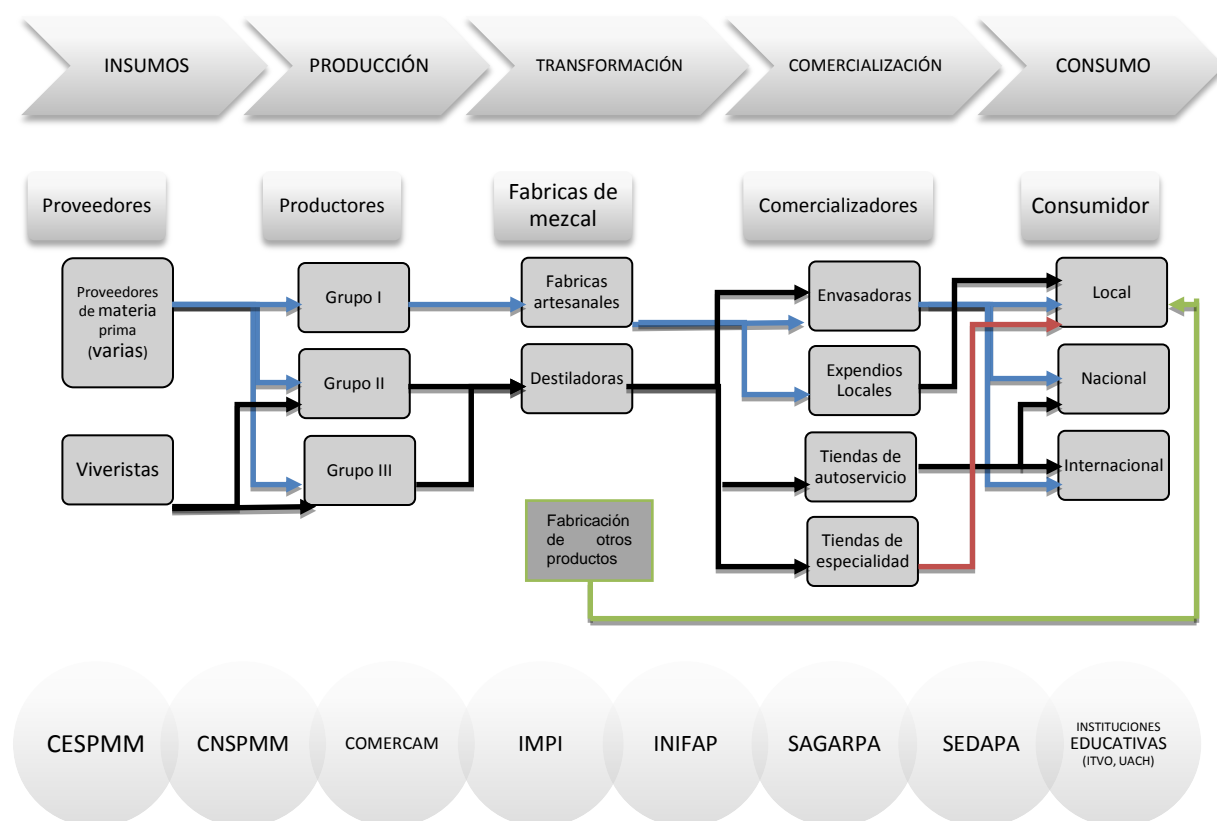 INSUMOS
PRODUCCIÓN
TRANSFORMACIÓN
COMERCIALIZACIÓN
CONSUMO
Proveedores
Productores
Fabricas de
mezcal
Comercializadores
Consumidor
Proveedores
de materia
prima
(varias)
Viveristas
Grupo I
Grupo II
Grupo III
Fabricas
artesanales
Destiladoras
Fabricación
de otros
productos
Envasadoras
Expendios
Locales
Tiendas de
autoservicio
Tiendas de
especialidad
Local
Nacional
Internacional
CESPMM
CNSPMM
COMERCAM
IMPI
INIFAP
SAGARPA
SEDAPA
INSTITUCIONES
EDUCATIVAS
(ITVO, UACH)